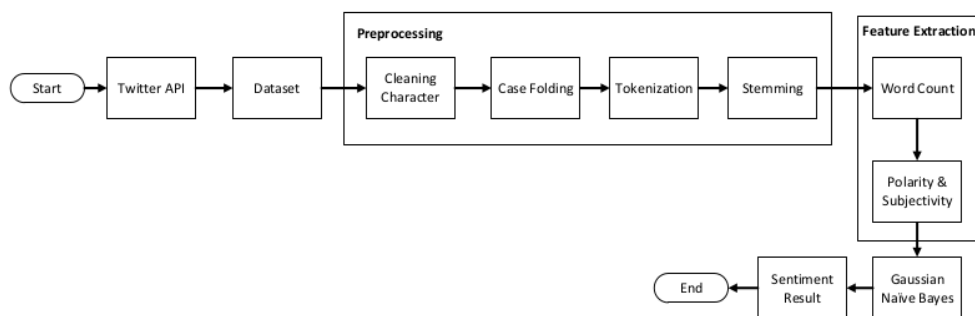 Preprocessing
Feature Extraction
Start
Twitter API
Dataset
Cleaning
Character
Case Folding
Tokenization
Stemming
Word Count
Polarity &
Subjectivity
End
Sentiment
Result
Gaussian
Naïve Bayes